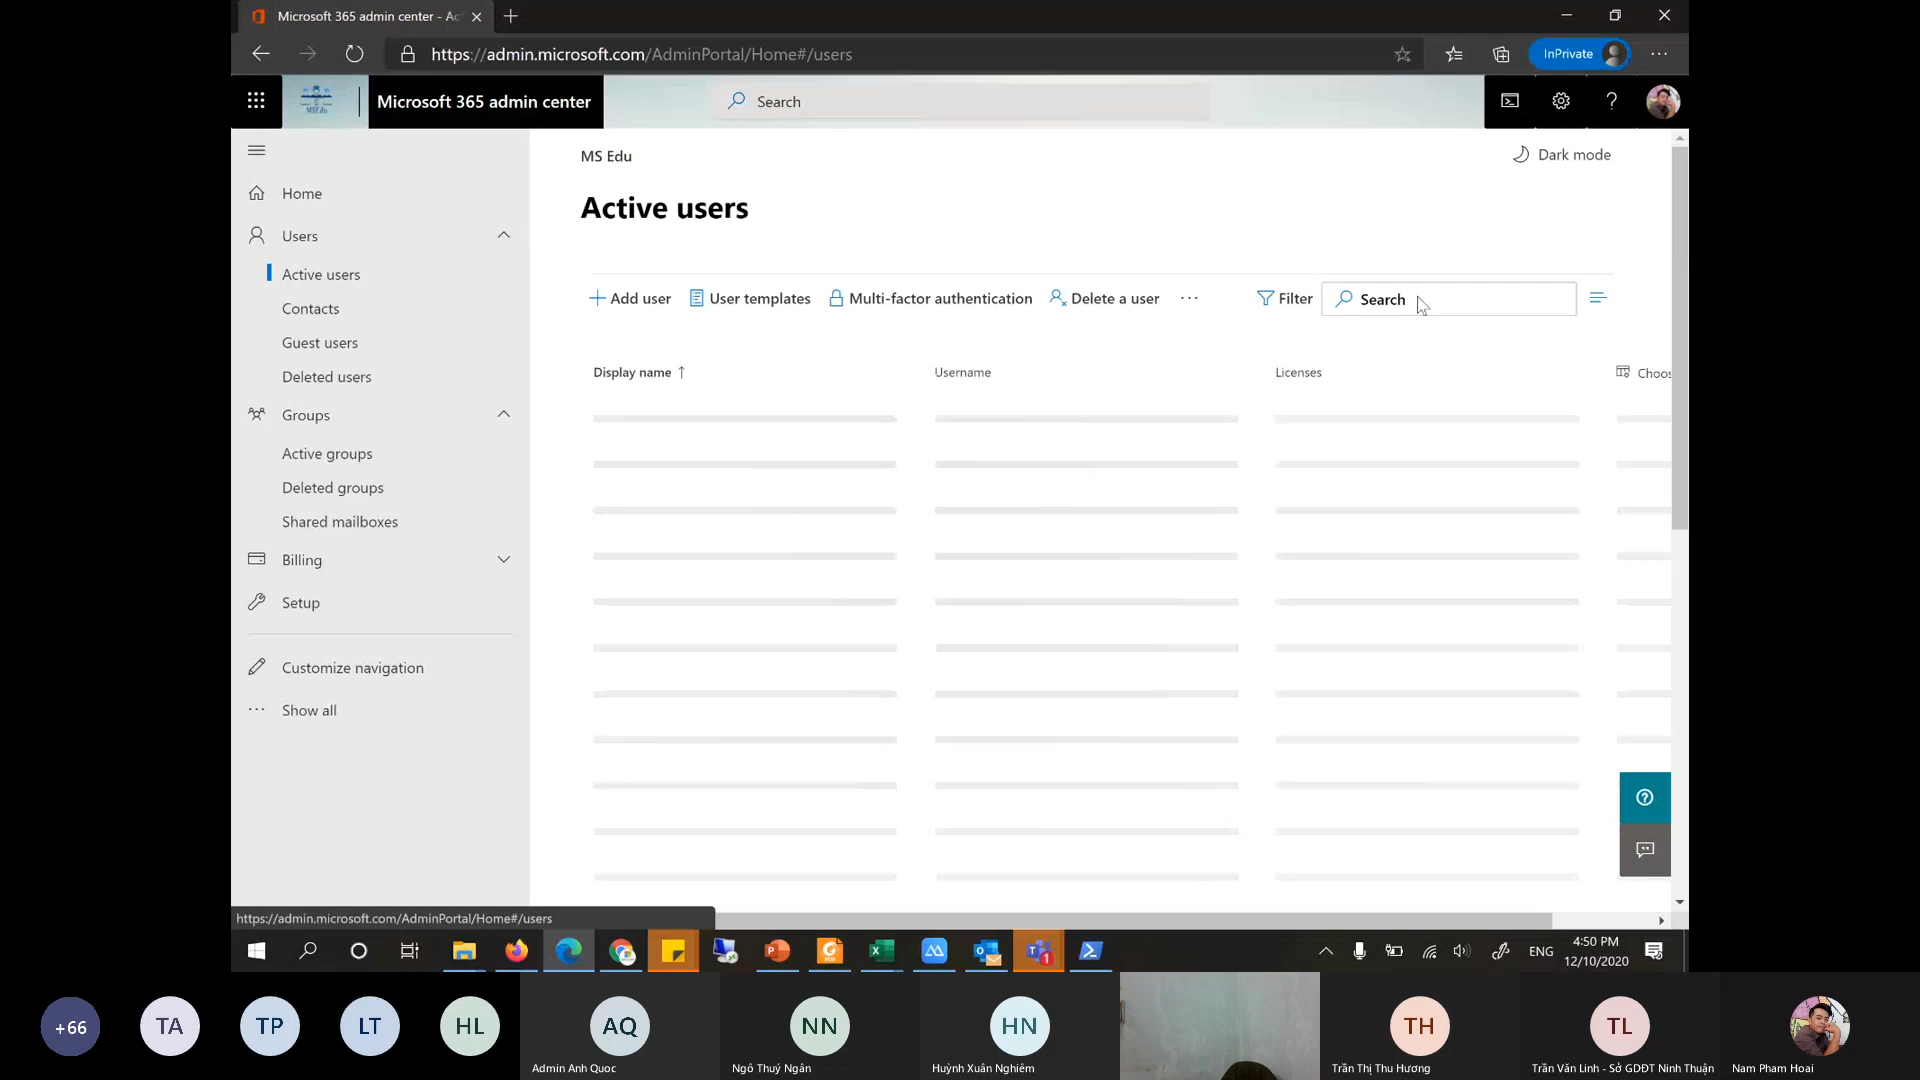 Microsoft 365 admin center - Ac
https://admin.microsoft.com/AdminPortal/Home#/users
InPrivate
MSEdu
Microsoft 365 admin center
Search
MS Edu
Dark mode
Home
Active users
Users
Active users
Add user
User templates
Multi-factor authentication
Delete a user
Filter
Search
Contacts
Guest users
Deleted users
Display name ↑
Username
Licenses
Choos
Groups
Active groups
Deleted groups
Shared mailboxes
Billing
Setup
Customize navigation
Show all
https://admin.microsoft.com/AdminPortal/Home#/users
ENG
4:50 PM
12/10/2020
+66
TA
TP
LT
HL
AQ
NN
HN
TH
TL
Admin Anh Quoc
Ngô Thuý Ngân
Huỳnh Xuân Nghiêm
Trần Thị Thu Hương
Trần Văn Linh - Sở GDĐT Ninh Thuận
Nam Pham Hoai